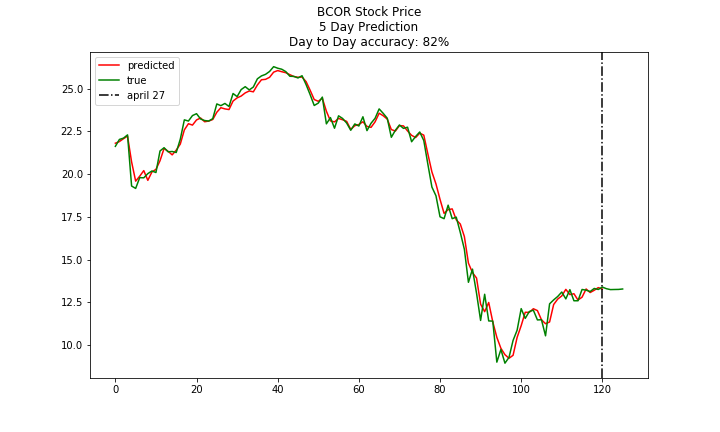 BCOR Stock Price
5 Day Prediction
Day to Day accuracy: 82%
predicted
true
april 27
25.0
22.5
20.0
17.5
15.0
12.5
10.0
0 20 40 60 80 100 120